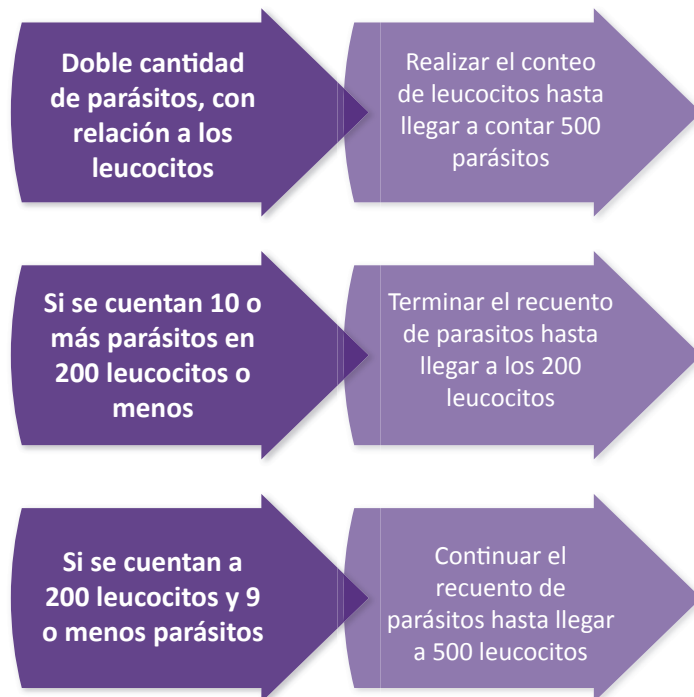 Doble cantidad
de parásitos, con
relación a los
leucocitos
Realizar el conteo
de leucocitos hasta
llegar a contar 500
parásitos
Si se cuentan 10 o
más parásitos en
200 leucocitos o
menos
Terminar el recuento
de parasitos hasta
llegar a los 200
leucocitos
Si se cuentan a
200 leucocitos y 9
o menos parásitos
Continuar el
recuento de
parásitos hasta llegar
a 500 leucocitos